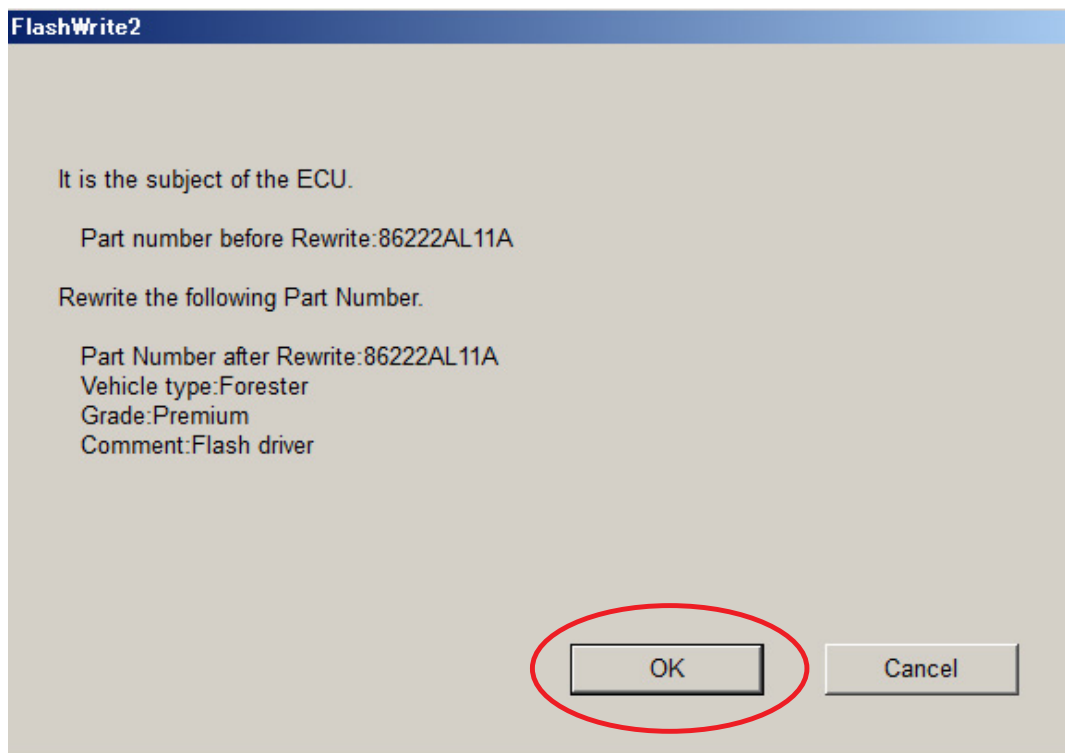 FlashWrite2
It is the subject of the ECU.
Part number before Rewrite:86222AL11A
Rewrite the following Part Number.
Part Number after Rewrite:86222AL11A
Vehicle type:Forester
Grade:Premium
Comment:Flash driver
OK
Cancel